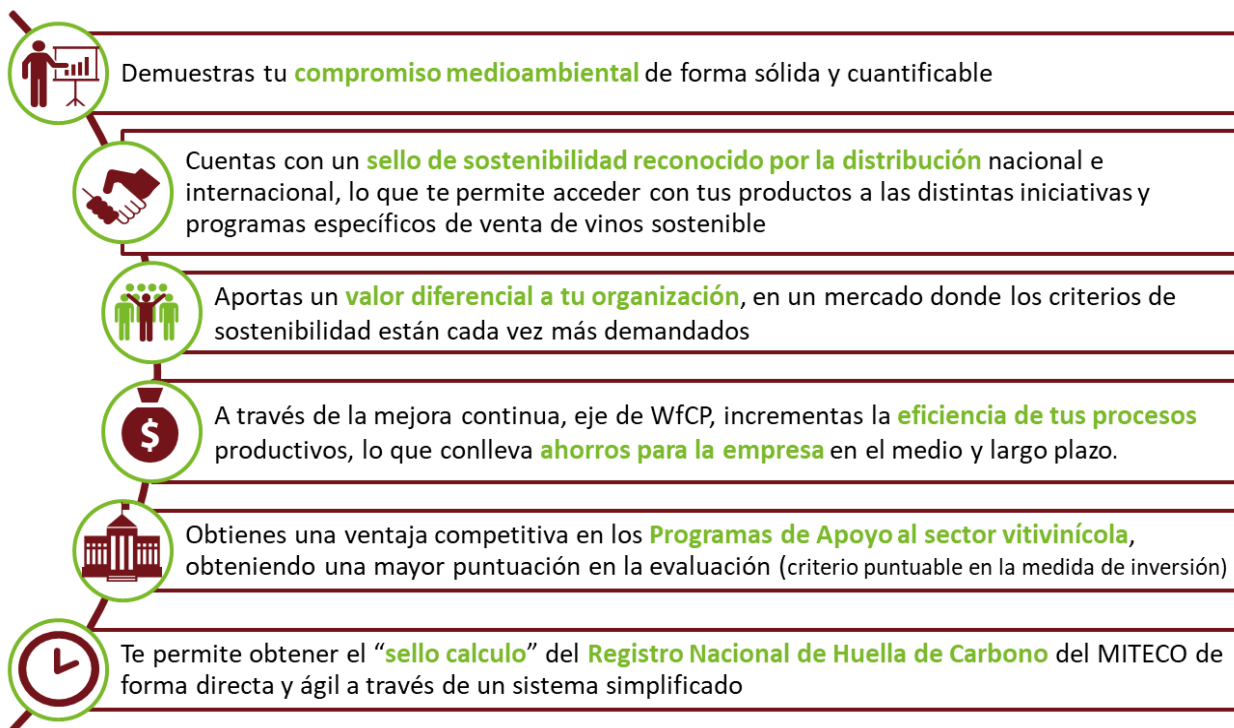 Demuestras tu compromiso medioambiental de forma sólida y cuantificable
Cuentas con un sello de sostenibilidad reconocido por la distribución nacional e
internacional, lo que te permite acceder con tus productos a las distintas iniciativas y
programas específicos de venta de vinos sostenible
Aportas un valor diferencial a tu organización, en un mercado donde los criterios de
sostenibilidad están cada vez más demandados
A través de la mejora continua, eje de WfCP, incrementas la eficiencia de tus procesos
productivos, lo que conlleva ahorros para la empresa en el medio y largo plazo.
Obtienes una ventaja competitiva en los Programas de Apoyo al sector vitivinícola,
obteniendo una mayor puntuación en la evaluación (criterio puntuable en la medida de inversión)
Te permite obtener el “sello calculo” del Registro Nacional de Huella de Carbono del MITECO de
forma directa y ágil a través de un sistema simplificado